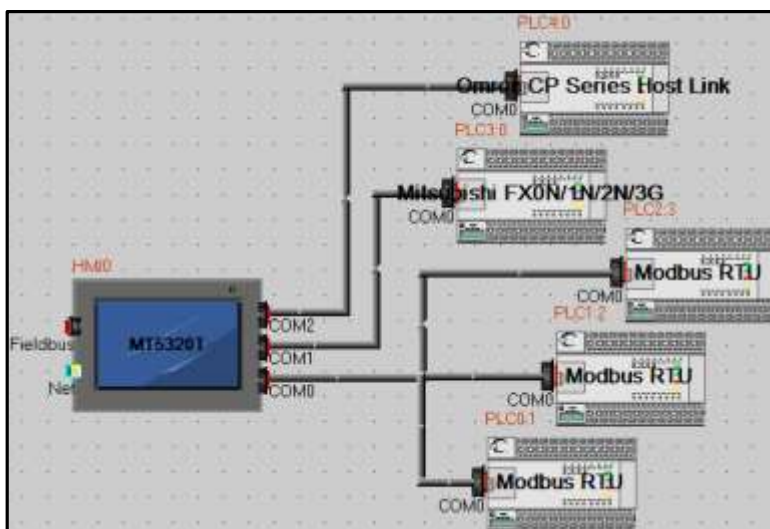 PLC4:0
Omron CP Series Host Link
COM0
PLC3:0
Mitsubishi FX0N/1N/2N/3G
COM0
PLC2:3
HMI0
Modbus RTU
COM0
COM2
PLC1:2
Fieldbus
MT5320T
COM1
Modbus RTU
COM0
Net
COM0
PLC0:1
Modbus RTU
COM0